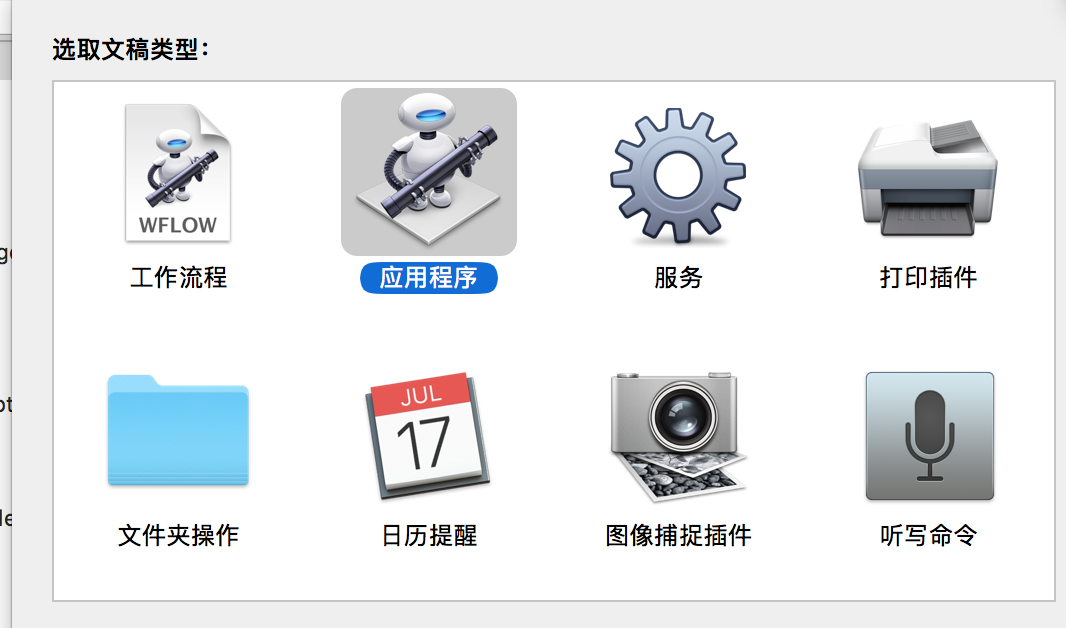 选取文稿类型：
WFLOW
工作流程
应用程序
服务
打印插件
JUL
17
文件夹操作
日历提醒
图像捕捉插件
听写命令